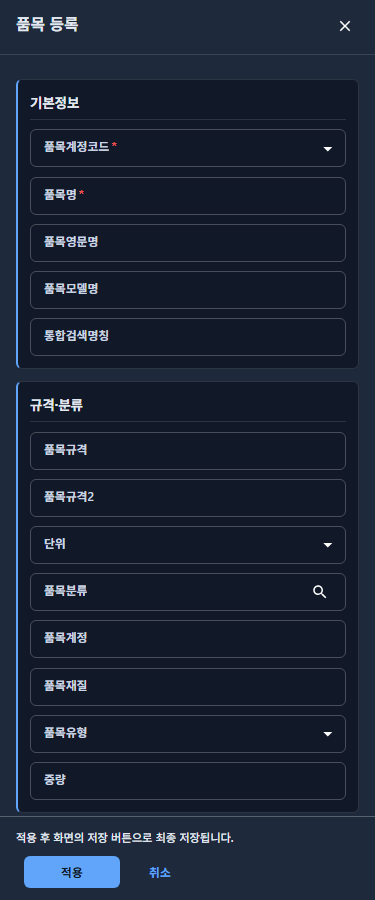 품목 등록
기본정보
품목계정코드 *
품목명 *
품목영문명
품목모델명
통합검색명칭
규격·분류
품목규격
품목규격2
단위
품목분류
품목계정
품목재질
품목유형
중량
적용 후 화면의 저장 버튼으로 최종 저장됩니다.
적용
취소